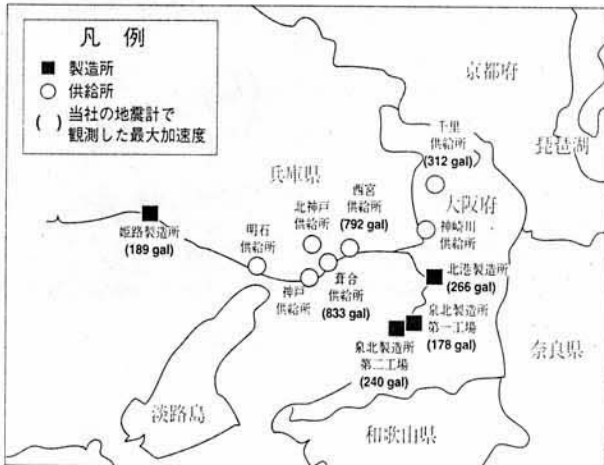 凡 例
製造所
供給所
( ) 当社の地震計で
観測した最大加速度
京都府
琵琶湖
千里
供給所
(312 gal)
兵庫県
大阪府
西宮
供給所
(792 gal)
北神戸
供給所
明石
供給所
神崎川
供給所
姫路製造所
(189 gal)
神戸
供給所
葺合
供給所
(833 gal)
北港製造所
(266 gal)
泉北製造所
第一工場
(178 gal)
泉北製造所
第二工場
(240 gal)
奈良県
淡路島
和歌山県